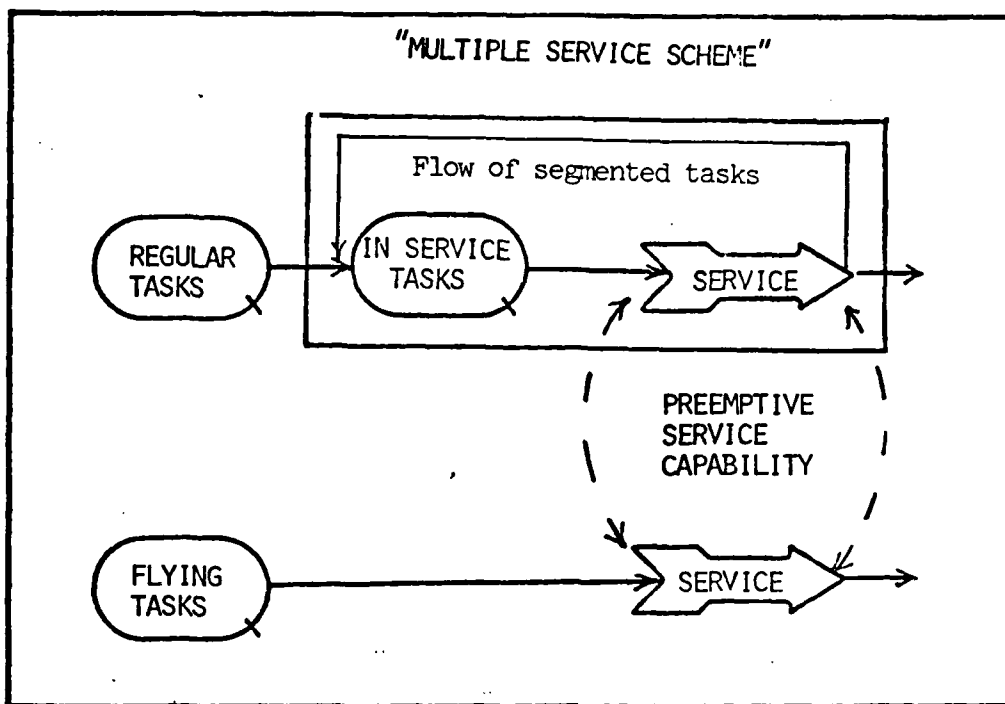 "MULTIPLE SERVICE SCHEME"
Flow of segmented tasks
REGULAR
TASKS
IN SERVICE
TASKS
SERVICE
PREEMPTIVE
SERVICE
CAPABILITY
FLYING
TASKS
SERVICE